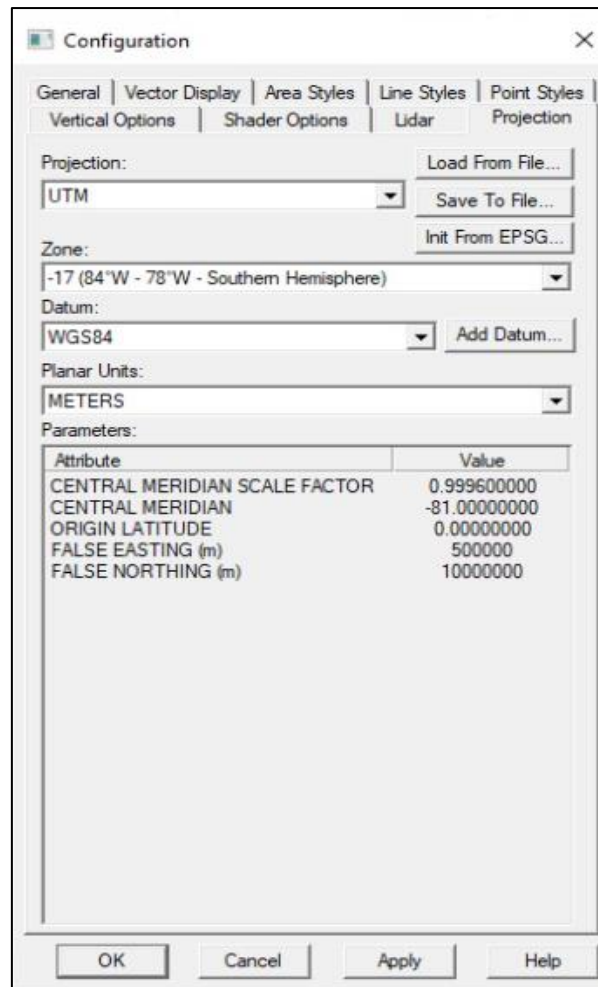 Configuration
General Vector Display Area Styles Line Styles Point Styles
Vertical Options Shader Options Lidar Projection
Projection:
Load From File...
UTM
Save To File...
Init From EPSG...
Zone:
-17 (84°W - 78°W - Southern Hemisphere)
Datum:
WGS84
Add Datum...
Planar Units:
METERS
Parameters:
Attribute Value
CENTRAL MERIDIAN SCALE FACTOR 0.999600000
CENTRAL MERIDIAN -81.00000000
ORIGIN LATITUDE 0.00000000
FALSE EASTING (m) 500000
FALSE NORTHING (m) 10000000
OK Cancel Apply Help